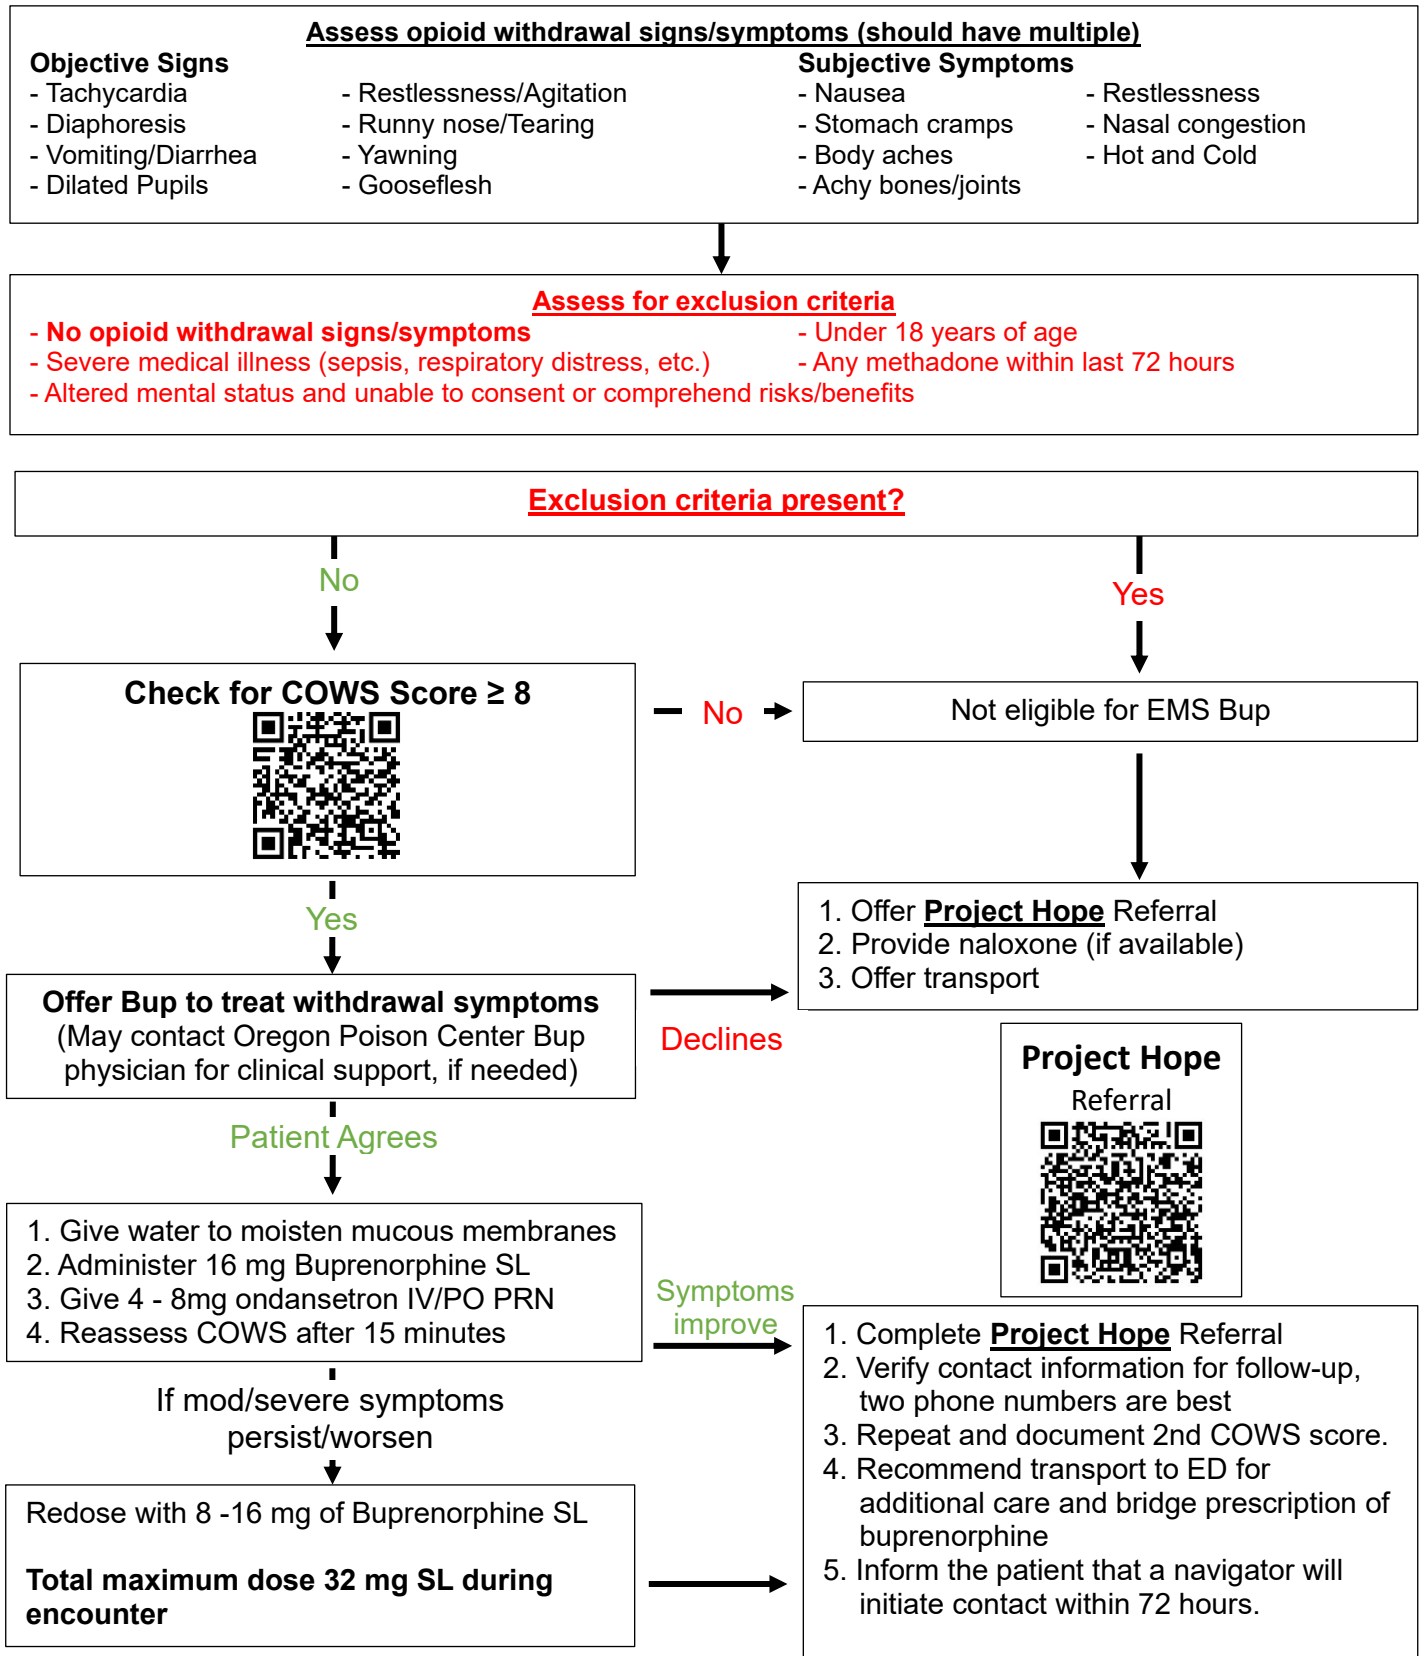 Assess opioid withdrawal signs/symptoms (should have multiple)
Objective Signs
- Tachycardia
- Diaphoresis
- Vomiting/Diarrhea
- Dilated Pupils
- Restlessness/Agitation
- Runny nose/Tearing
- Yawning
- Gooseflesh
Subjective Symptoms
- Nausea
- Stomach cramps
- Body aches
- Achy bones/joints
- Restlessness
- Nasal congestion
- Hot and Cold
Assess for exclusion criteria
- No opioid withdrawal signs/symptoms
- Severe medical illness (sepsis, respiratory distress, etc.)
- Altered mental status and unable to consent or comprehend risks/benefits
- Under 18 years of age
- Any methadone within last 72 hours
Exclusion criteria present?
No
Yes
Check for COWS Score ≥ 8
No
Not eligible for EMS Bup
Yes
1. Offer Project Hope Referral
2. Provide naloxone (if available)
3. Offer transport
Offer Bup to treat withdrawal symptoms
(May contact Oregon Poison Center Bup
physician for clinical support, if needed)
Declines
Project Hope
Referral
Patient Agrees
1. Give water to moisten mucous membranes
2. Administer 16 mg Buprenorphine SL
3. Give 4 - 8mg ondansetron IV/PO PRN
4. Reassess COWS after 15 minutes
Symptoms
improve
If mod/severe symptoms
persist/worsen
Redose with 8 -16 mg of Buprenorphine SL
Total maximum dose 32 mg SL during
encounter
1. Complete Project Hope Referral
2. Verify contact information for follow-up,
two phone numbers are best
3. Repeat and document 2nd COWS score.
4. Recommend transport to ED for
additional care and bridge prescription of
buprenorphine
5. Inform the patient that a navigator will
initiate contact within 72 hours.